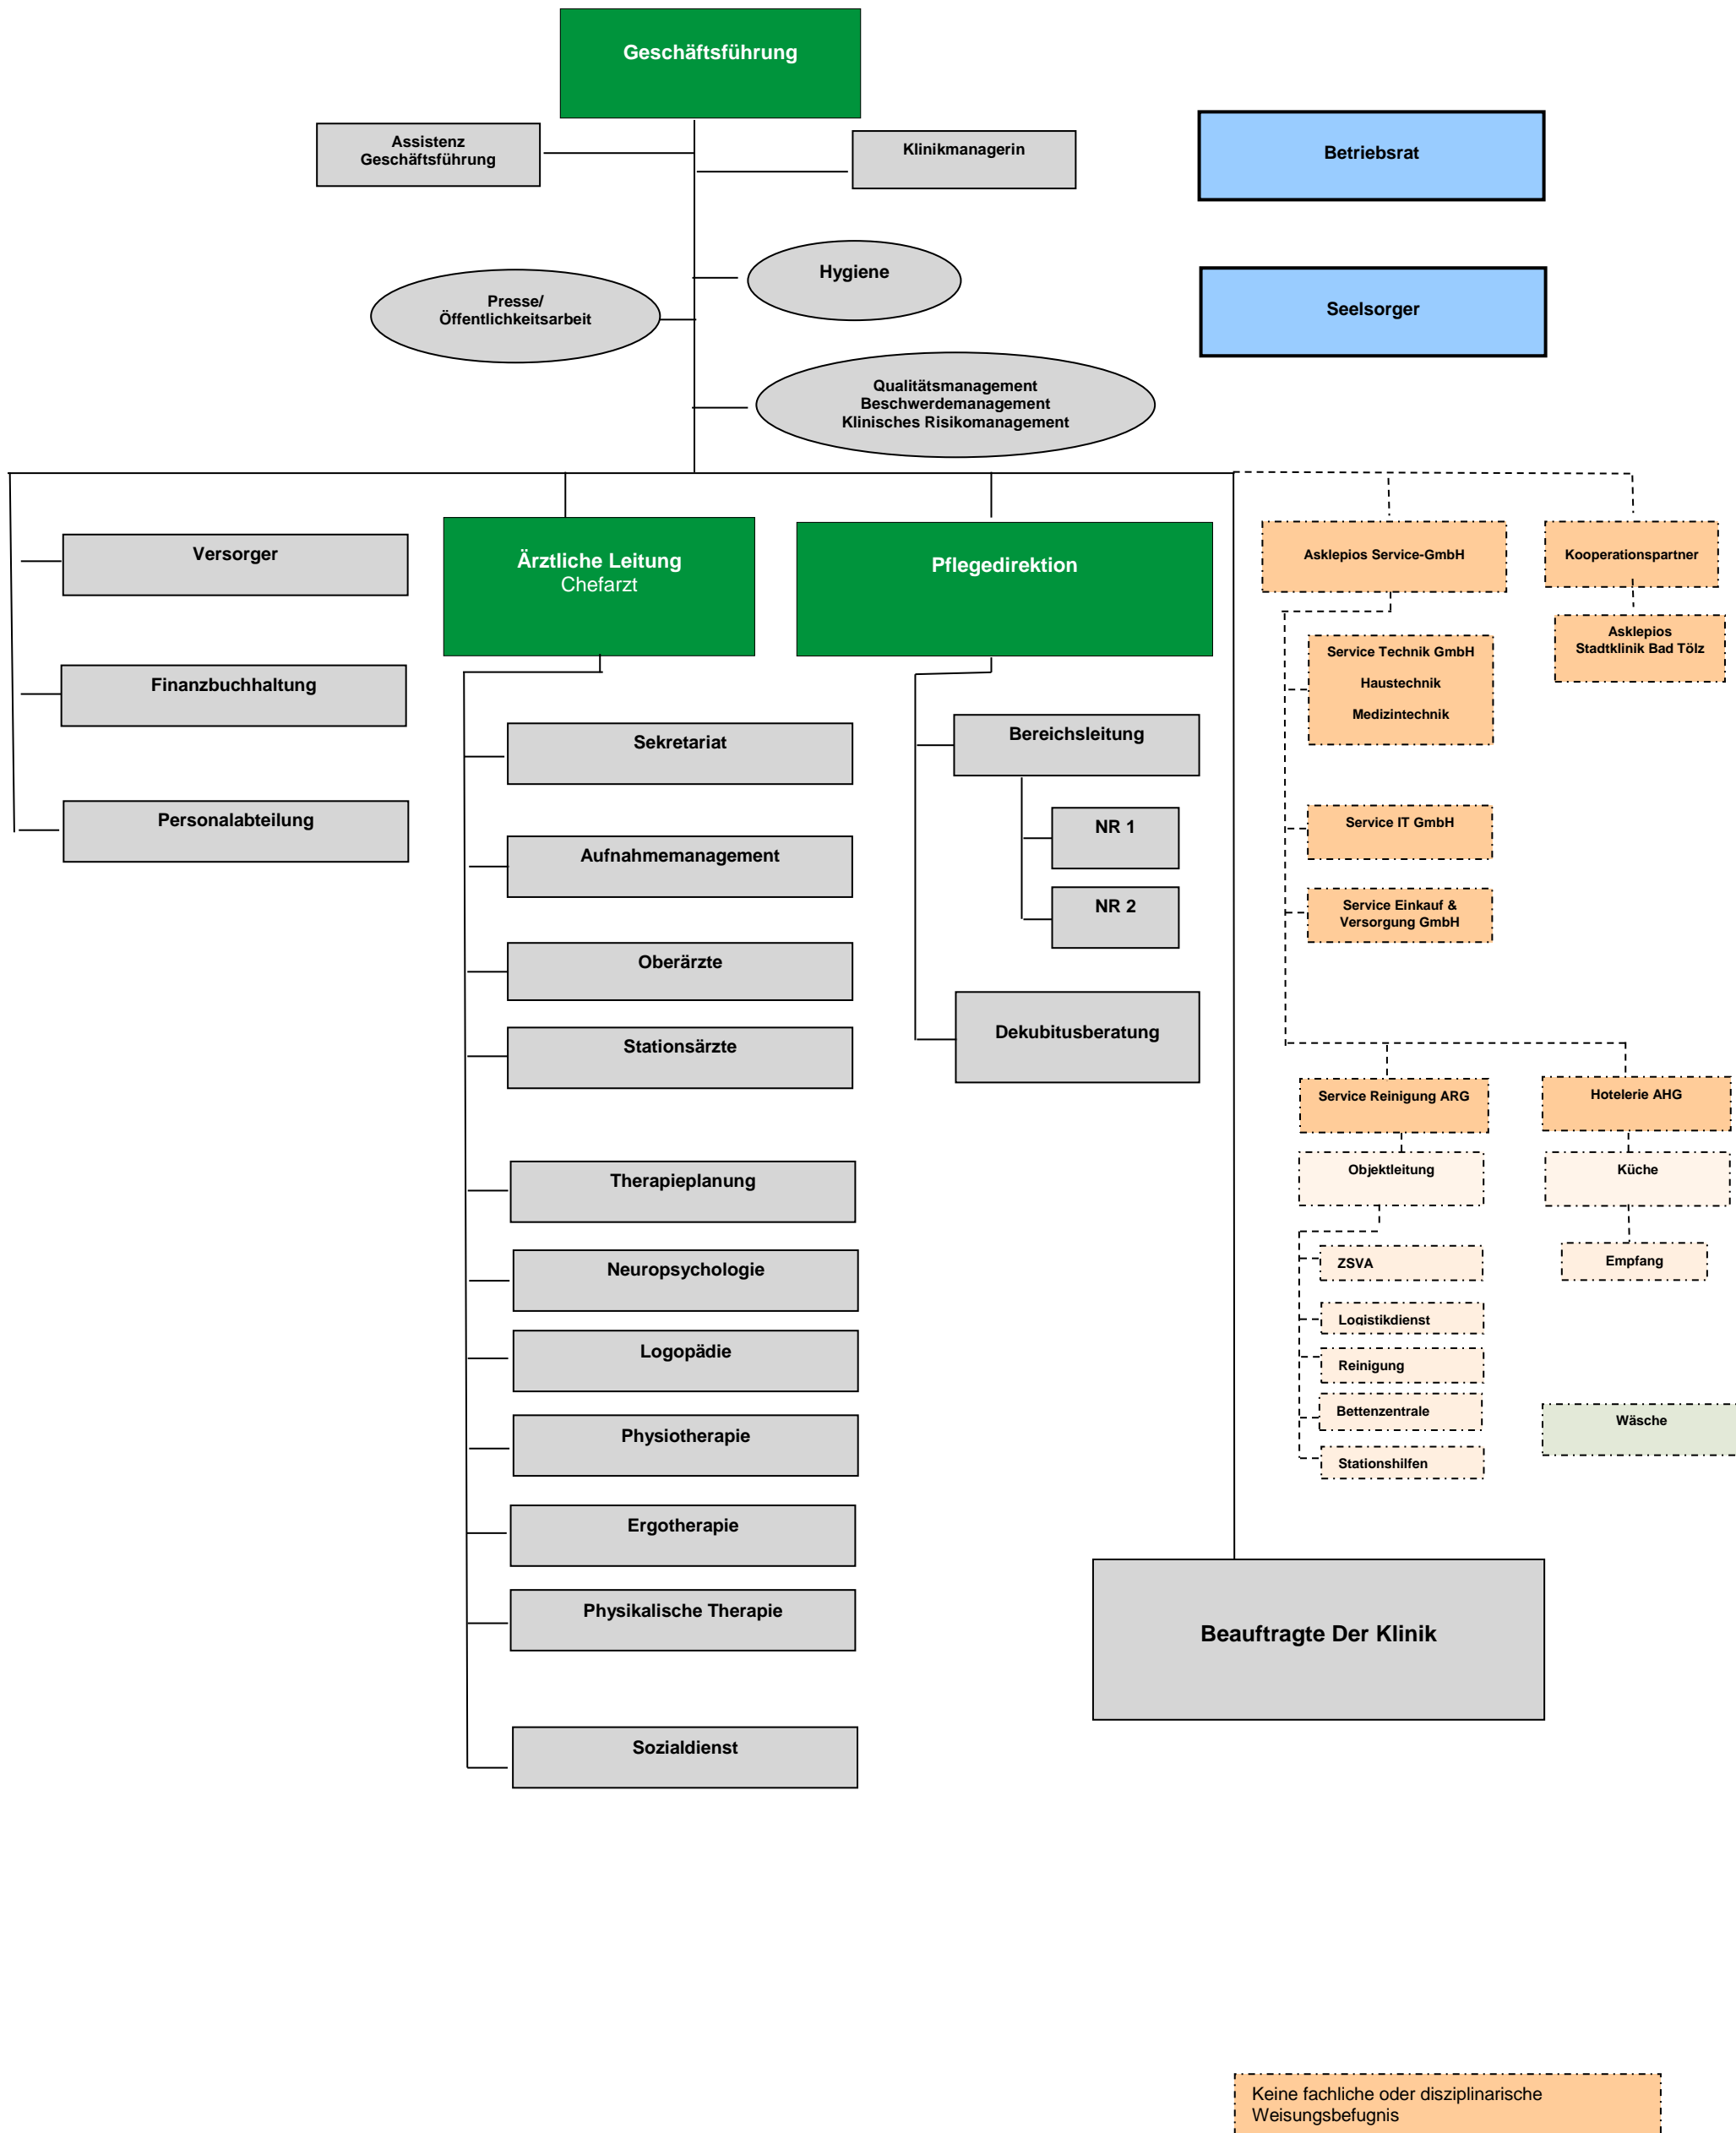 Geschäftsführung
Assistenz
Geschäftsführung
Klinikmanagerin
Betriebsrat
Hygiene
Presse/
Öffentlichkeitsarbeit
Seelsorger
Qualitätsmanagement
Beschwerdemanagement
Klinisches Risikomanagement
Versorger
Finanzbuchhaltung
Personalabteilung
Ärztliche Leitung
Chefarzt
Sekretariat
Aufnahmemanagement
Oberärzte
Stationsärzte
Therapieplanung
Neuropsychologie
Logopädie
Physiotherapie
Ergotherapie
Physikalische Therapie
Sozialdienst
Pflegedirektion
Bereichsleitung
NR 1
NR 2
Dekubitusberatung
Asklepios Service-GmbH
Kooperationspartner
Asklepios
Stadtklinik Bad Tölz
Service Technik GmbH
Haustechnik
Medizintechnik
Service IT GmbH
Service Einkauf &
Versorgung GmbH
Service Reinigung ARG
Objektleitung
ZSVA
Logistikdienst
Reinigung
Bettenzentrale
Stationshilfen
Hotelerie AHG
Küche
Empfang
Wäsche
Beauftragte Der Klinik
Keine fachliche oder disziplinarische
Weisungsbefugnis